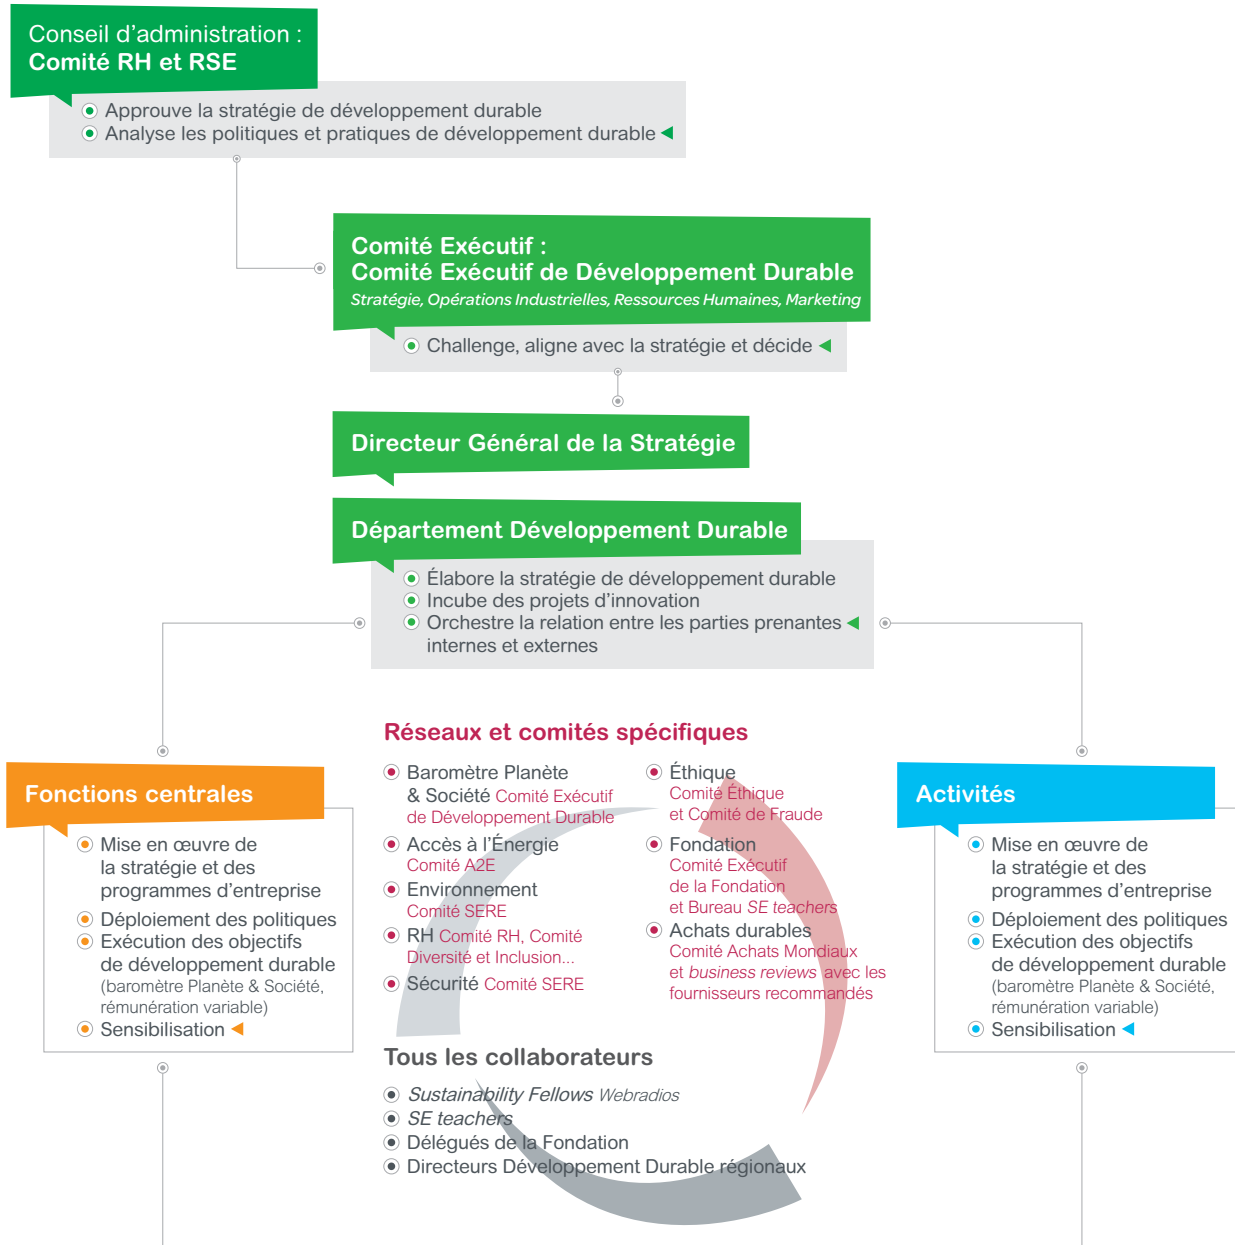 Conseil d'administration :
Comité RH et RSE
Approuve la stratégie de développement durable
Analyse les politiques et pratiques de développement durable
Comité Exécutif :
Comité Exécutif de Développement Durable
Stratégie, Opérations Industrielles, Ressources Humaines, Marketing
Challenge, aligne avec la stratégie et décide
Directeur Général de la Stratégie
Département Développement Durable
Élabore la stratégie de développement durable
Incube des projets d'innovation
Orchestre la relation entre les parties prenantes
internes et externes
Fonctions centrales
Mise en œuvre de
la stratégie et des
programmes d'entreprise
Déploiement des politiques
Exécution des objectifs
de développement durable
(baromètre Planète & Société,
rémunération variable)
Sensibilisation
Réseaux et comités spécifiques
Baromètre Planète
& Société Comité Exécutif
de Développement Durable
Accès à l'Énergie
Comité A2E
Environnement
Comité SERE
RH Comité RH, Comité
Diversité et Inclusion...
Sécurité Comité SERE
Éthique
Comité Éthique
et Comité de Fraude
Fondation
Comité Exécutif
de la Fondation
et Bureau SE teachers
Achats durables
Comité Achats Mondiaux
et business reviews avec les
fournisseurs recommandés
Tous les collaborateurs
Sustainability Fellows Webradios
SE teachers
Délégués de la Fondation
Directeurs Développement Durable régionaux
Activités
Mise en œuvre de
la stratégie et des
programmes d'entreprise
Déploiement des politiques
Exécution des objectifs
de développement durable
(baromètre Planète & Société,
rémunération variable)
Sensibilisation